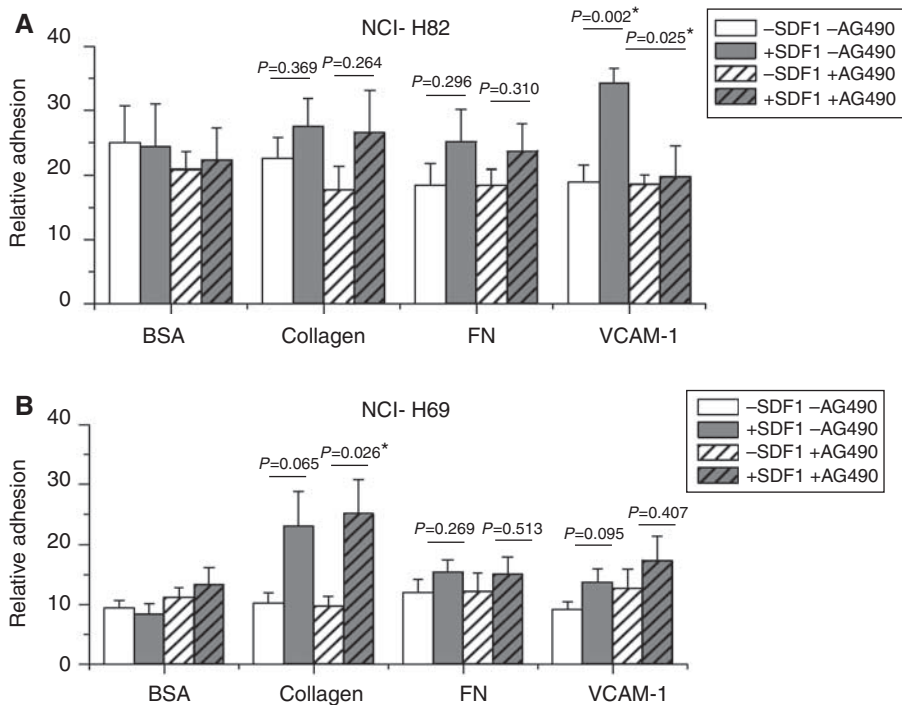 A
NCI- H82
–SDF1 –AG490
+SDF1 –AG490
–SDF1 +AG490
+SDF1 +AG490
Relative adhesion
40
30
20
10
0
P=0.369
P=0.264
P=0.296
P=0.310
P=0.002*
P=0.025*
BSA
Collagen
FN
VCAM-1
B
NCI- H69
–SDF1 –AG490
+SDF1 –AG490
–SDF1 +AG490
+SDF1 +AG490
Relative adhesion
40
30
20
10
0
P=0.065
P=0.026*
P=0.269
P=0.513
P=0.095
P=0.407
BSA
Collagen
FN
VCAM-1